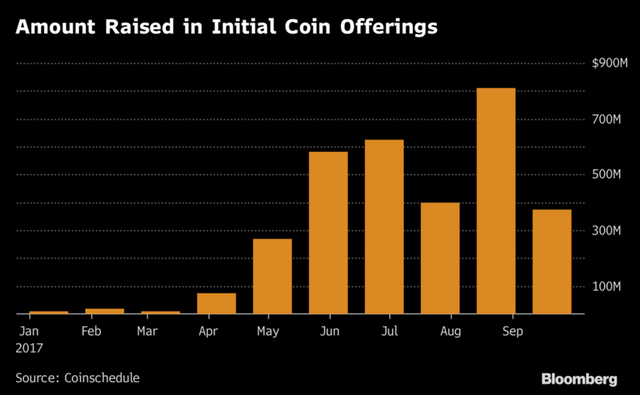 Amount Raised in Initial Coin Offerings
$900M
700M
500M
300M
100M
Jan Feb Mar Apr May Jun Jul Aug Sep
2017
Source: Coinschedule Bloomberg